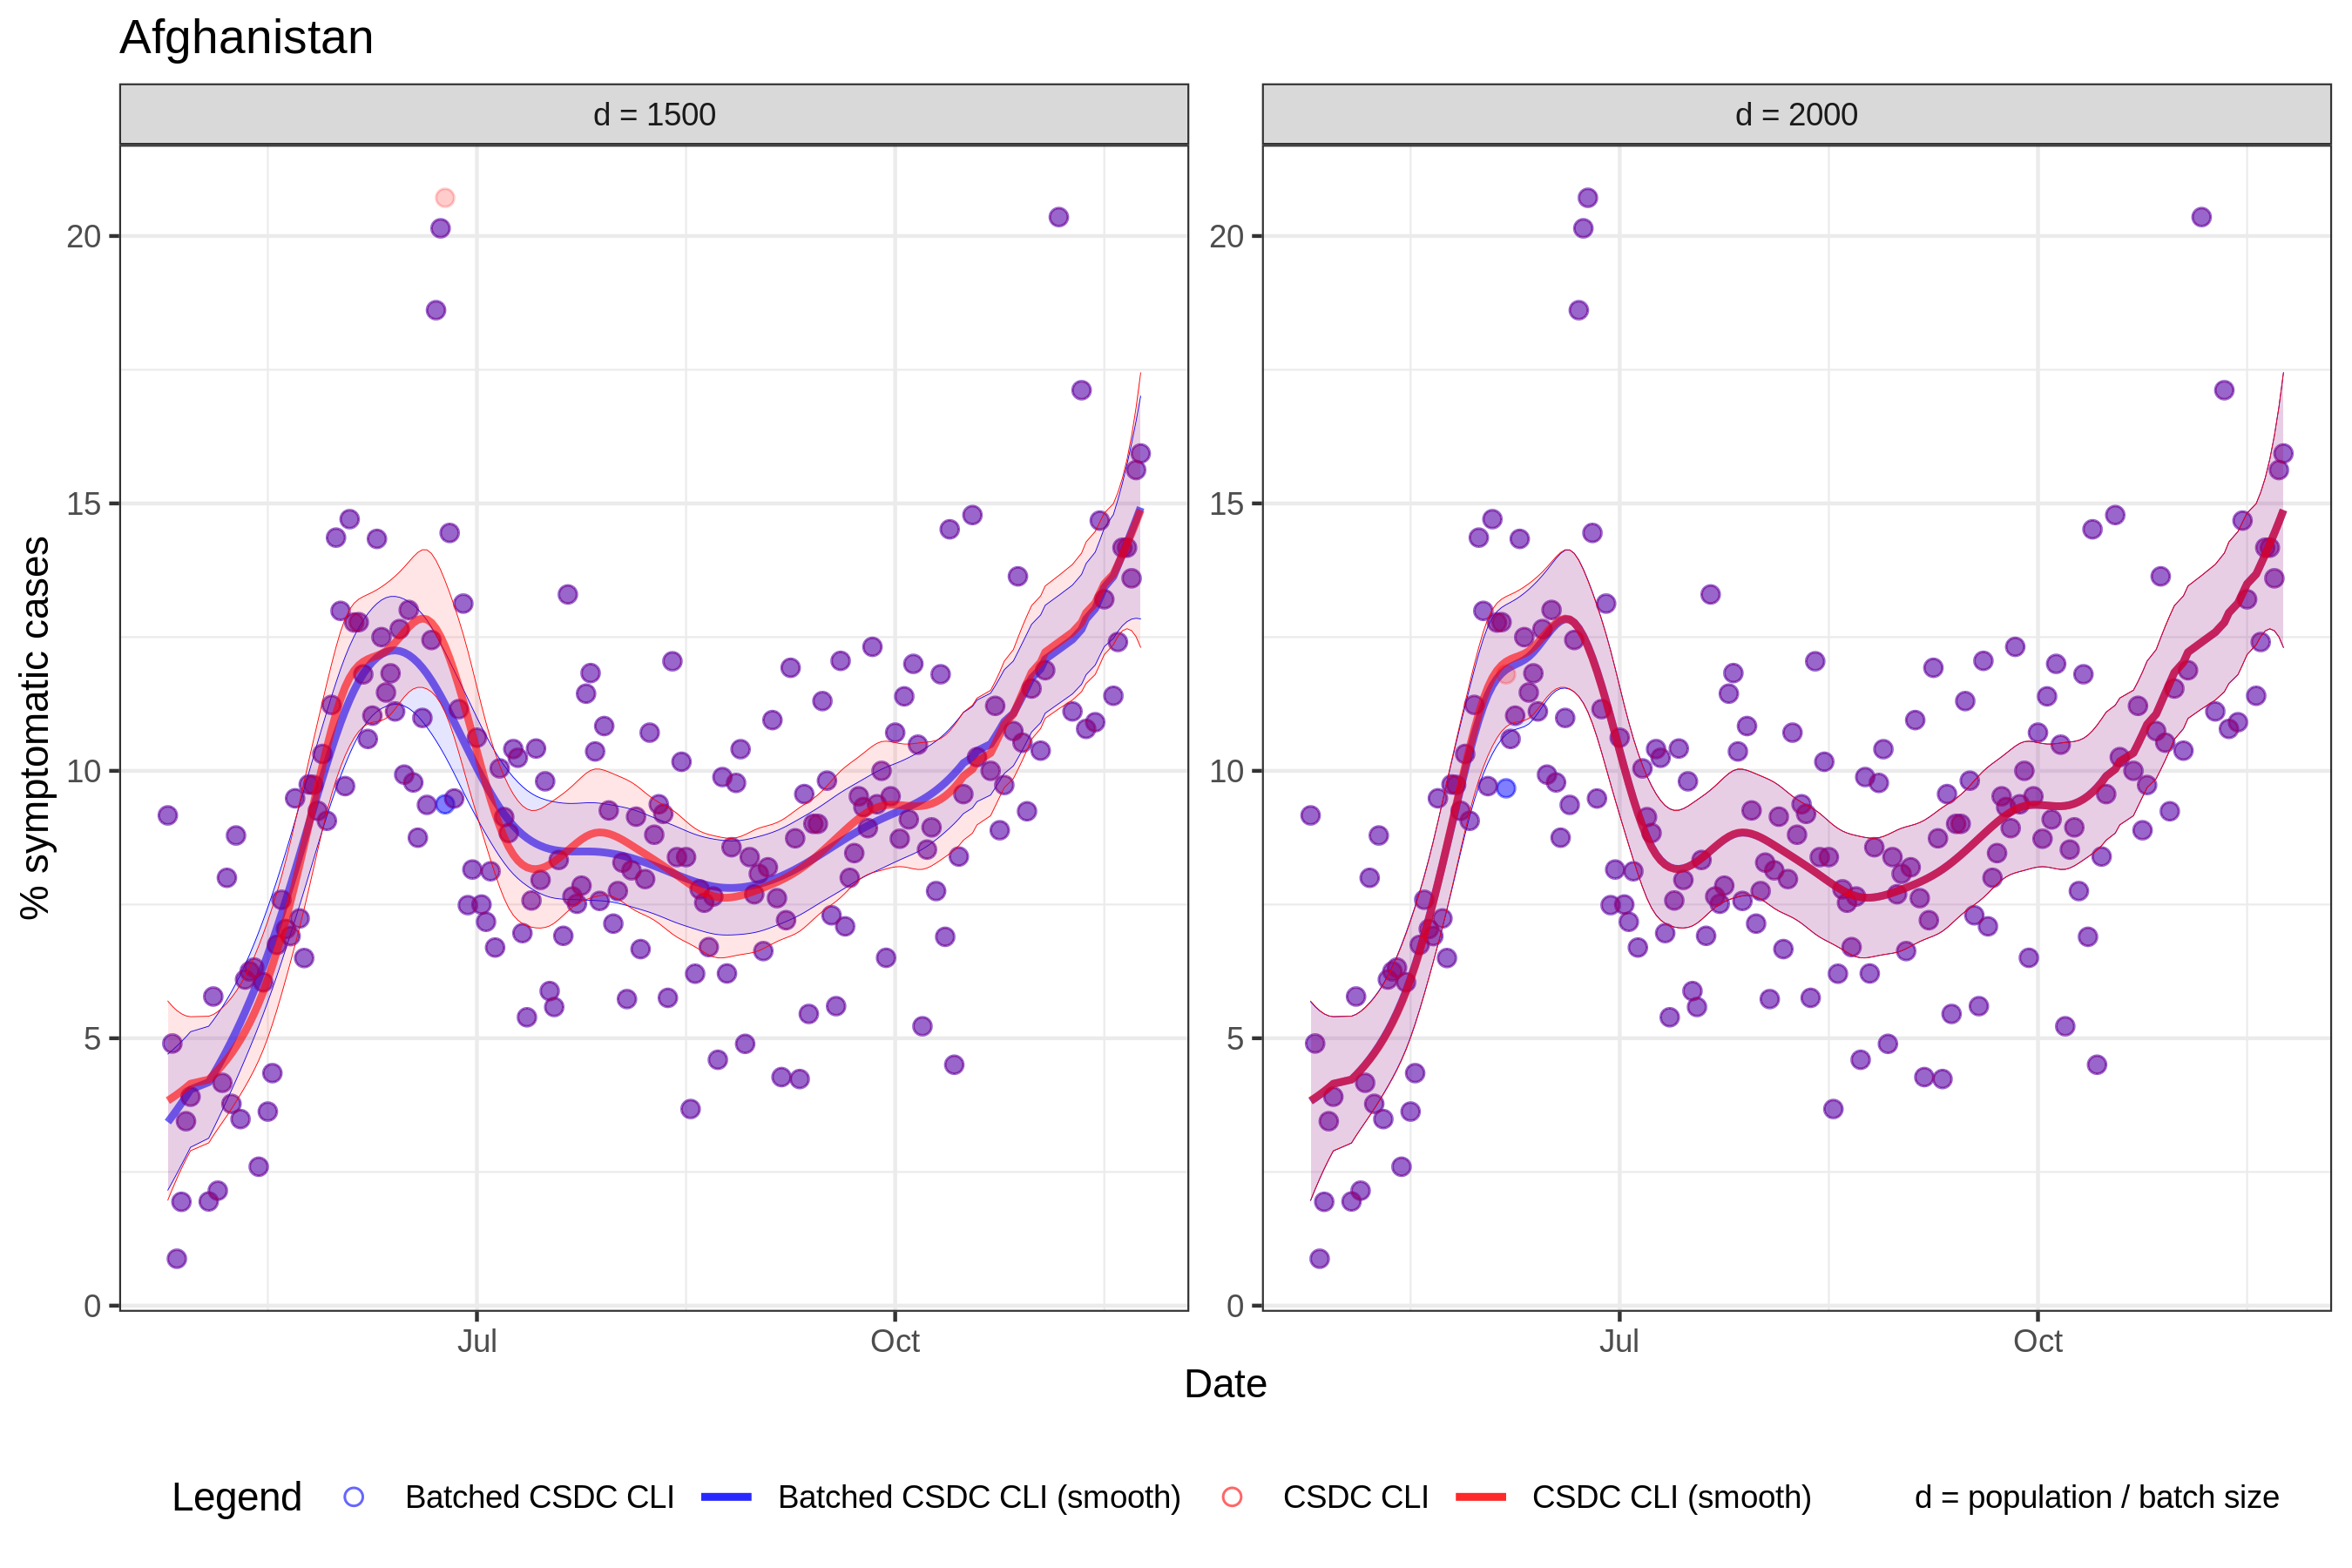 Afghanistan
d = 1500
d = 2000
% symptomatic cases
20
15
10
5
0
20
15
10
5
0
Jul
Oct
Jul
Oct
Date
Legend
Batched CSDC CLI
Batched CSDC CLI (smooth)
CSDC CLI
CSDC CLI (smooth)
d = population / batch size